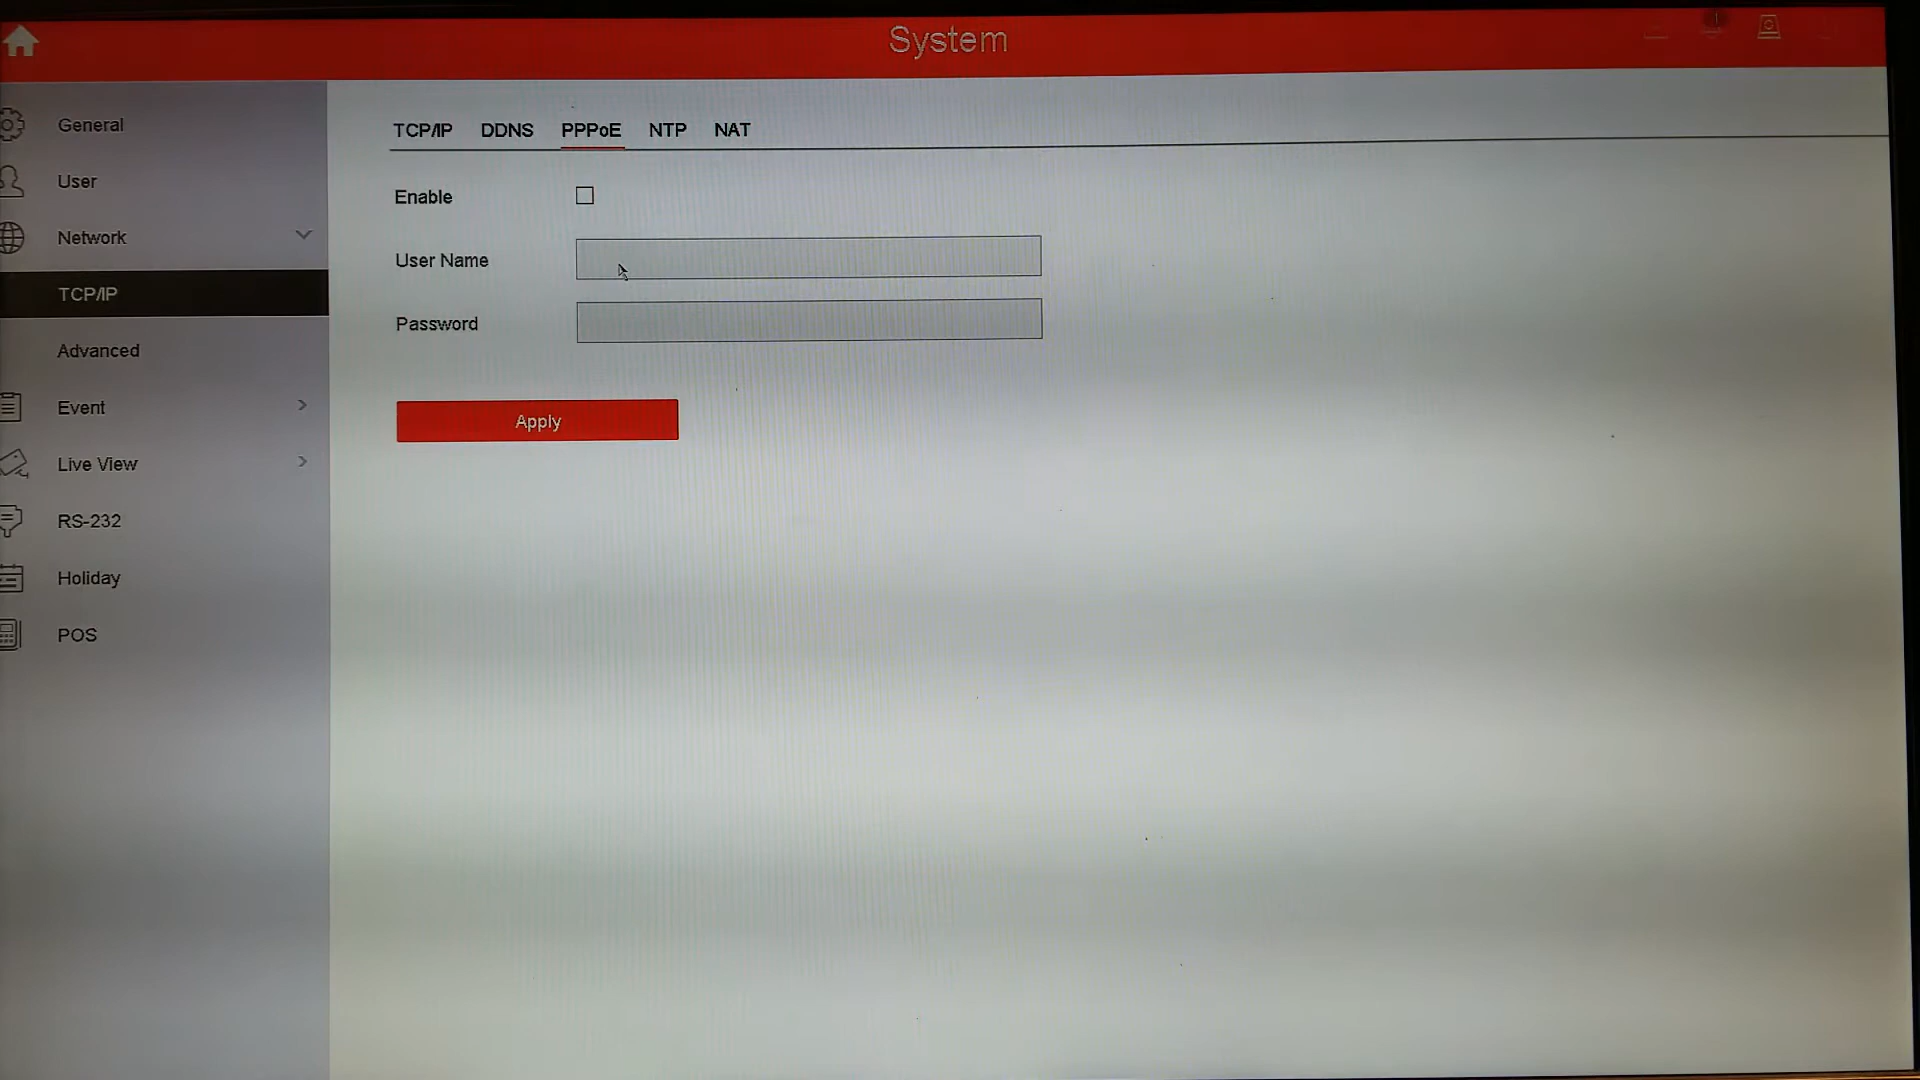 System
General
User
Network
TCP/IP
Advanced
Event
Live View
RS-232
Holiday
POS
TCP/IP DDNS PPPoE NTP NAT
Enable
User Name
Password
Apply